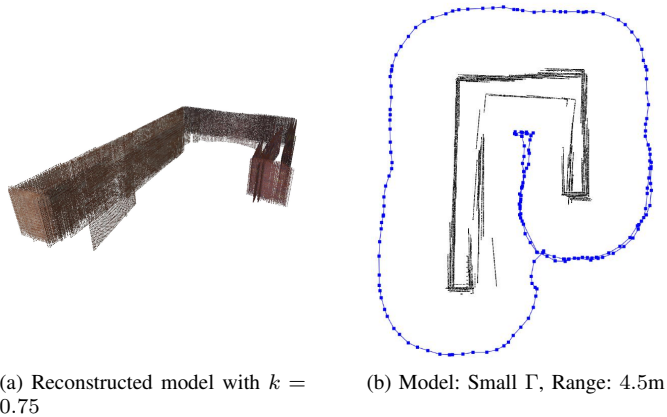 (a) Reconstructed model with k =
0.75
(b) Model: Small Γ, Range: 4.5m